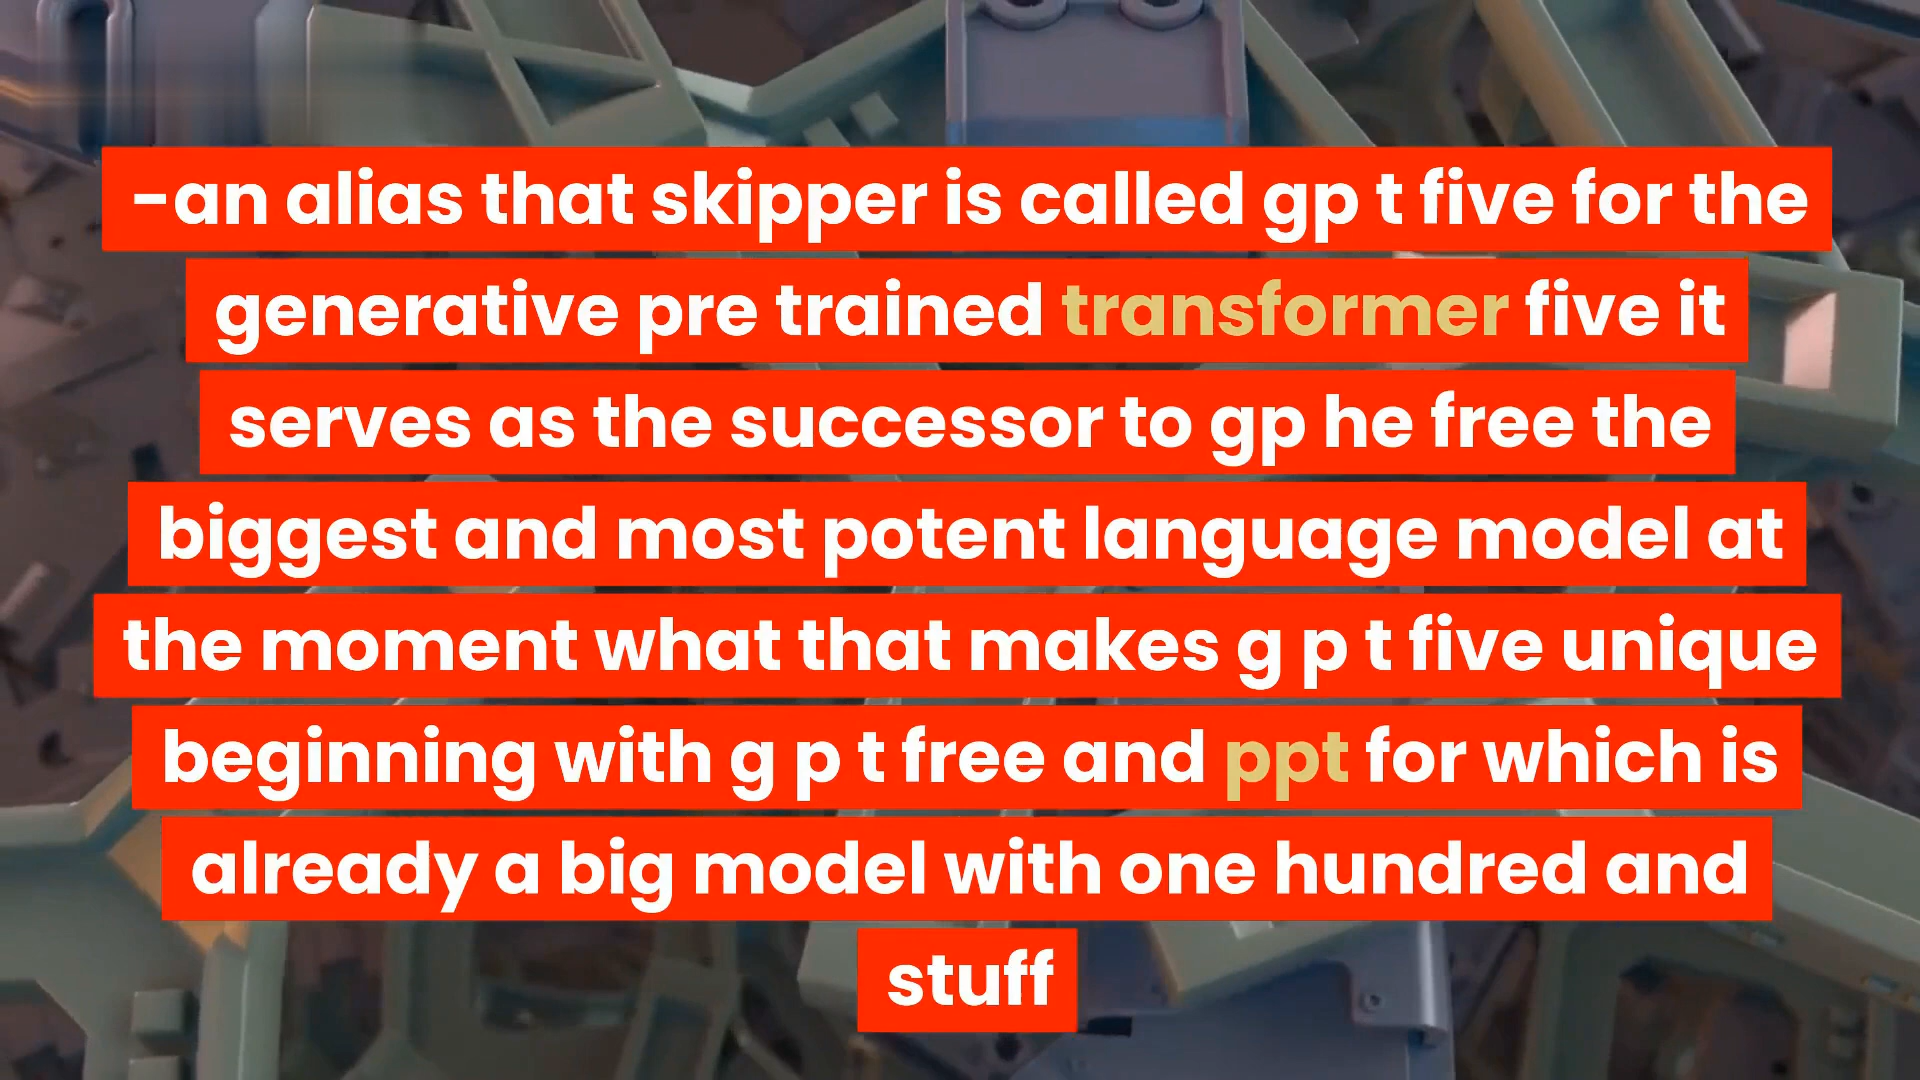 -an alias that skipper is called gp t five for the
generative pre trained transformer five it
serves as the successor to gp he free the
biggest and most potent language model at
the moment what that makes g p t five unique
beginning with g p t free and ppt for which is
already a big model with one hundred and
stuff